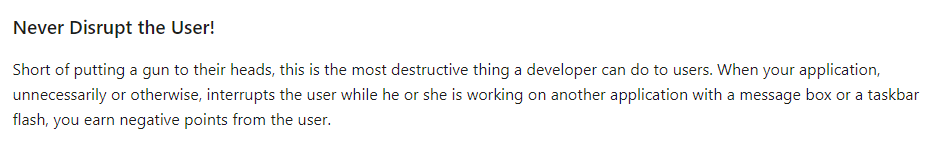 Never Disrupt the User!
Short of putting a gun to their heads, this is the most destructive thing a developer can do to users. When your application,
unnecessarily or otherwise, interrupts the user while he or she is working on another application with a message box or a taskbar
flash, you earn negative points from the user.